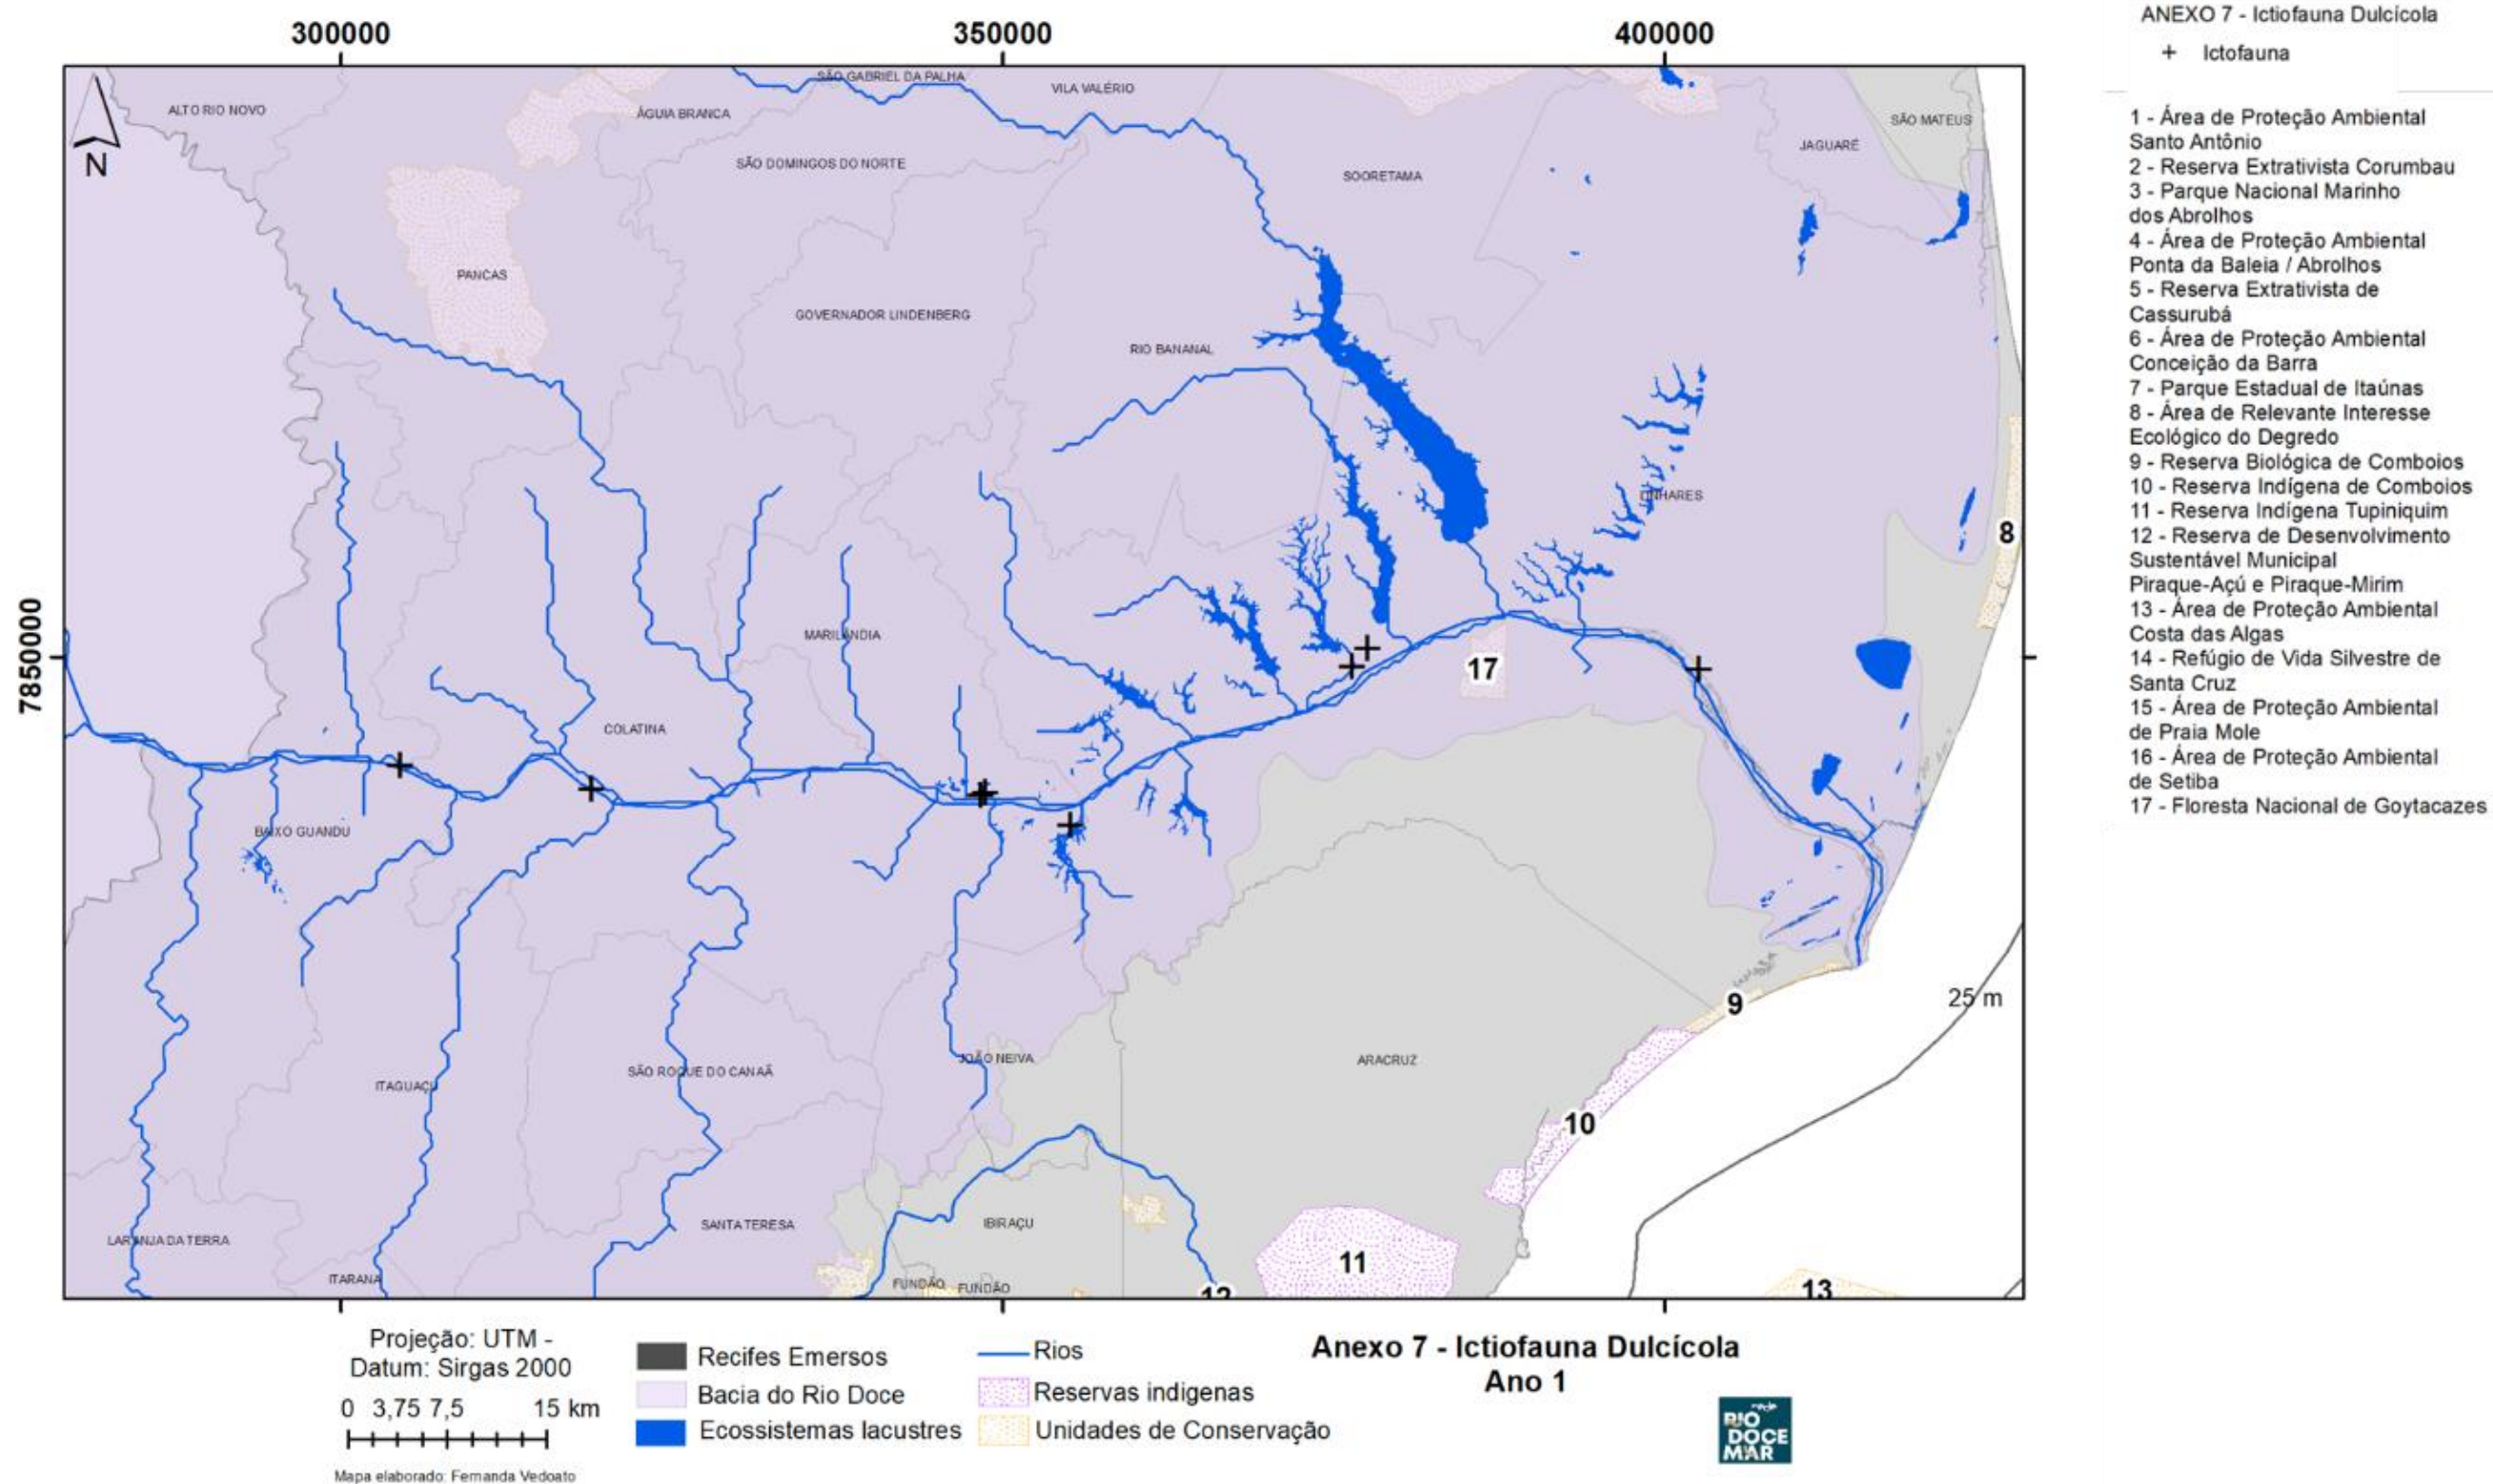 300000
350000
400000
7850000
N
ALTO RIO NOVO
ÁGUIA BRANCA
SÃO GABRIEL DA PALHA
VILA VALÉRIO
SÃO DOMINGOS DO NORTE
SOORETAMA
JAGUARÉ
SÃO MATEUS
PANCAS
GOVERNADOR LINDENBERG
RIO BANANAL
LINHARES
8
MARILÂNDIA
17
COLATINA
BAIXO GUANDU
9
25 m
JOÃO NEIVA
ARACRUZ
SÃO ROQUE DO CANAÃ
ITAGUAÇU
10
SANTA TERESA
IBIRAÇU
LARANJA DA TERRA
11
ITARANA
FUNDÃO
FUNDÃO
12
13
ANEXO 7 - Ictiofauna Dulcícola
+ Ictofauna
1 - Área de Proteção Ambiental
Santo Antônio
2 - Reserva Extrativista Corumbau
3 - Parque Nacional Marinho
dos Abrolhos
4 - Área de Proteção Ambiental
Ponta da Baleia / Abrolhos
5 - Reserva Extrativista de
Cassurubá
6 - Área de Proteção Ambiental
Conceição da Barra
7 - Parque Estadual de Itaúnas
8 - Área de Relevante Interesse
Ecológico do Degredo
9 - Reserva Biológica de Comboios
10 - Reserva Indígena de Comboios
11 - Reserva Indígena Tupiniquim
12 - Reserva de Desenvolvimento
Sustentável Municipal
Piraque-Açú e Piraque-Mirim
13 - Área de Proteção Ambiental
Costa das Algas
14 - Refúgio de Vida Silvestre de
Santa Cruz
15 - Área de Proteção Ambiental
de Praia Mole
16 - Área de Proteção Ambiental
de Setiba
17 - Floresta Nacional de Goytacazes
Projeção: UTM -
Datum: Sirgas 2000
0 3,75 7,5 15 km
Mapa elaborado: Fernanda Vedoato
Recifes Emersos
Bacia do Rio Doce
Ecossistemas lacustres
Rios
Reservas indigenas
Unidades de Conservação
Anexo 7 - Ictiofauna Dulcícola
Ano 1
RIO
DOCE
MAR